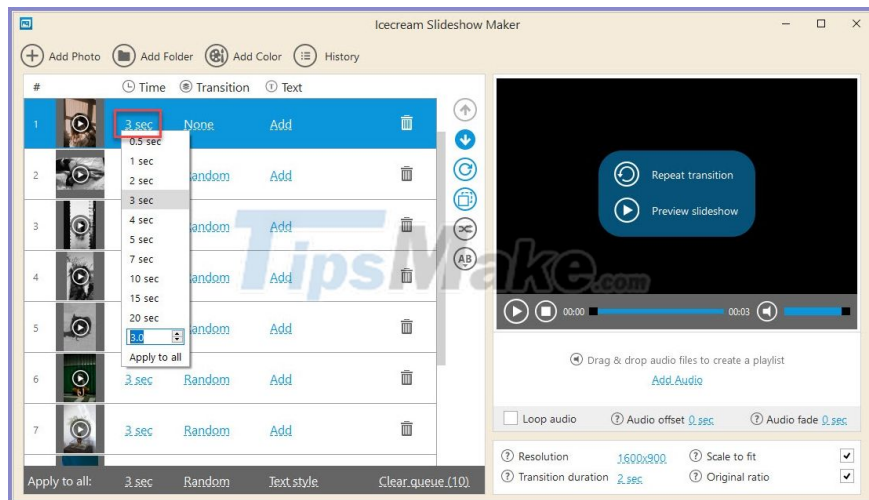 Icecream Slideshow Maker
Add Photo Add Folder Add Color History
# Time Transition Text
1 3 sec None Add
0.5 sec
1 sec
2 2 sec Random Add
3 sec
3 4 sec Random Add
5 sec
7 sec
4 10 sec Random Add
15 sec
20 sec
5 3.0 Random Add
Apply to all
6 3 sec Random Add
7 3 sec Random Add
Apply to all: 3 sec Random Text style Clear queue (10)
AB
TipsMake.com
Repeat transition
Preview slideshow
00:00 00:03
Drag & drop audio files to create a playlist
Add Audio
Loop audio ? Audio offset 0 sec ? Audio fade 0 sec
? Resolution 1600x900 ? Scale to fit
? Transition duration 2 sec ? Original ratio